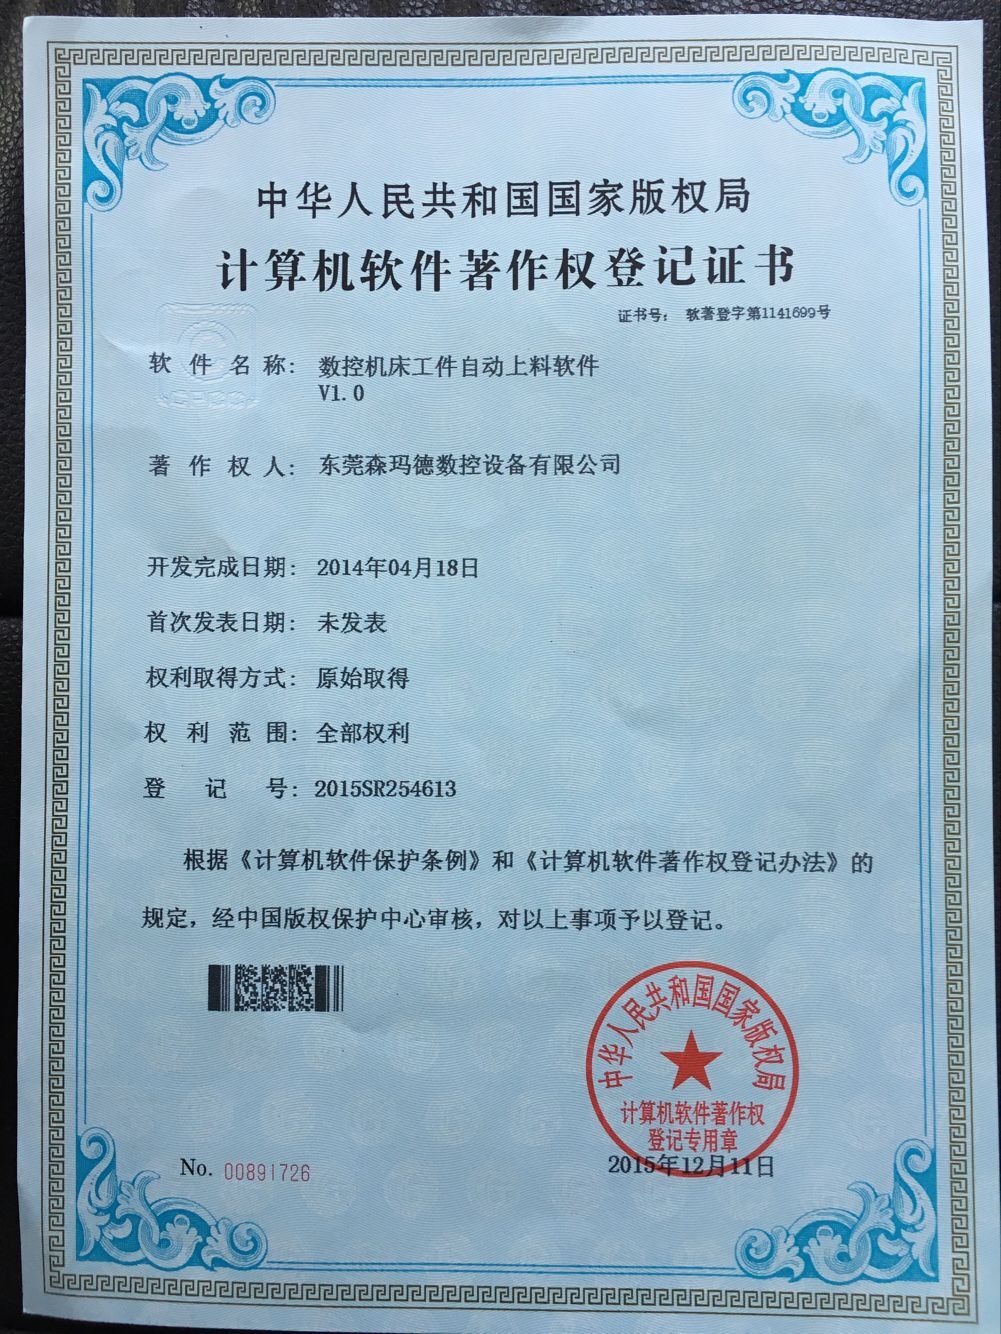 中华人民共和国国家版权局
计算机软件著作权登记证书
证书号： 软著登字第1141699号
软件名称： 数控机床工件自动上料软件
V1.0
著作权人： 东莞森玛德数控设备有限公司
开发完成日期： 2014年04月18日
首次发表日期： 未发表
权利取得方式： 原始取得
权利范围： 全部权利
登记号： 2015SR254613
根据《计算机软件保护条例》和《计算机软件著作权登记办法》的
规定，经中国版权保护中心审核，对以上事项予以登记。
中华人民共和国国家版权局
计算机软件著作权
登记专用章
No. 00891726
2015年12月11日